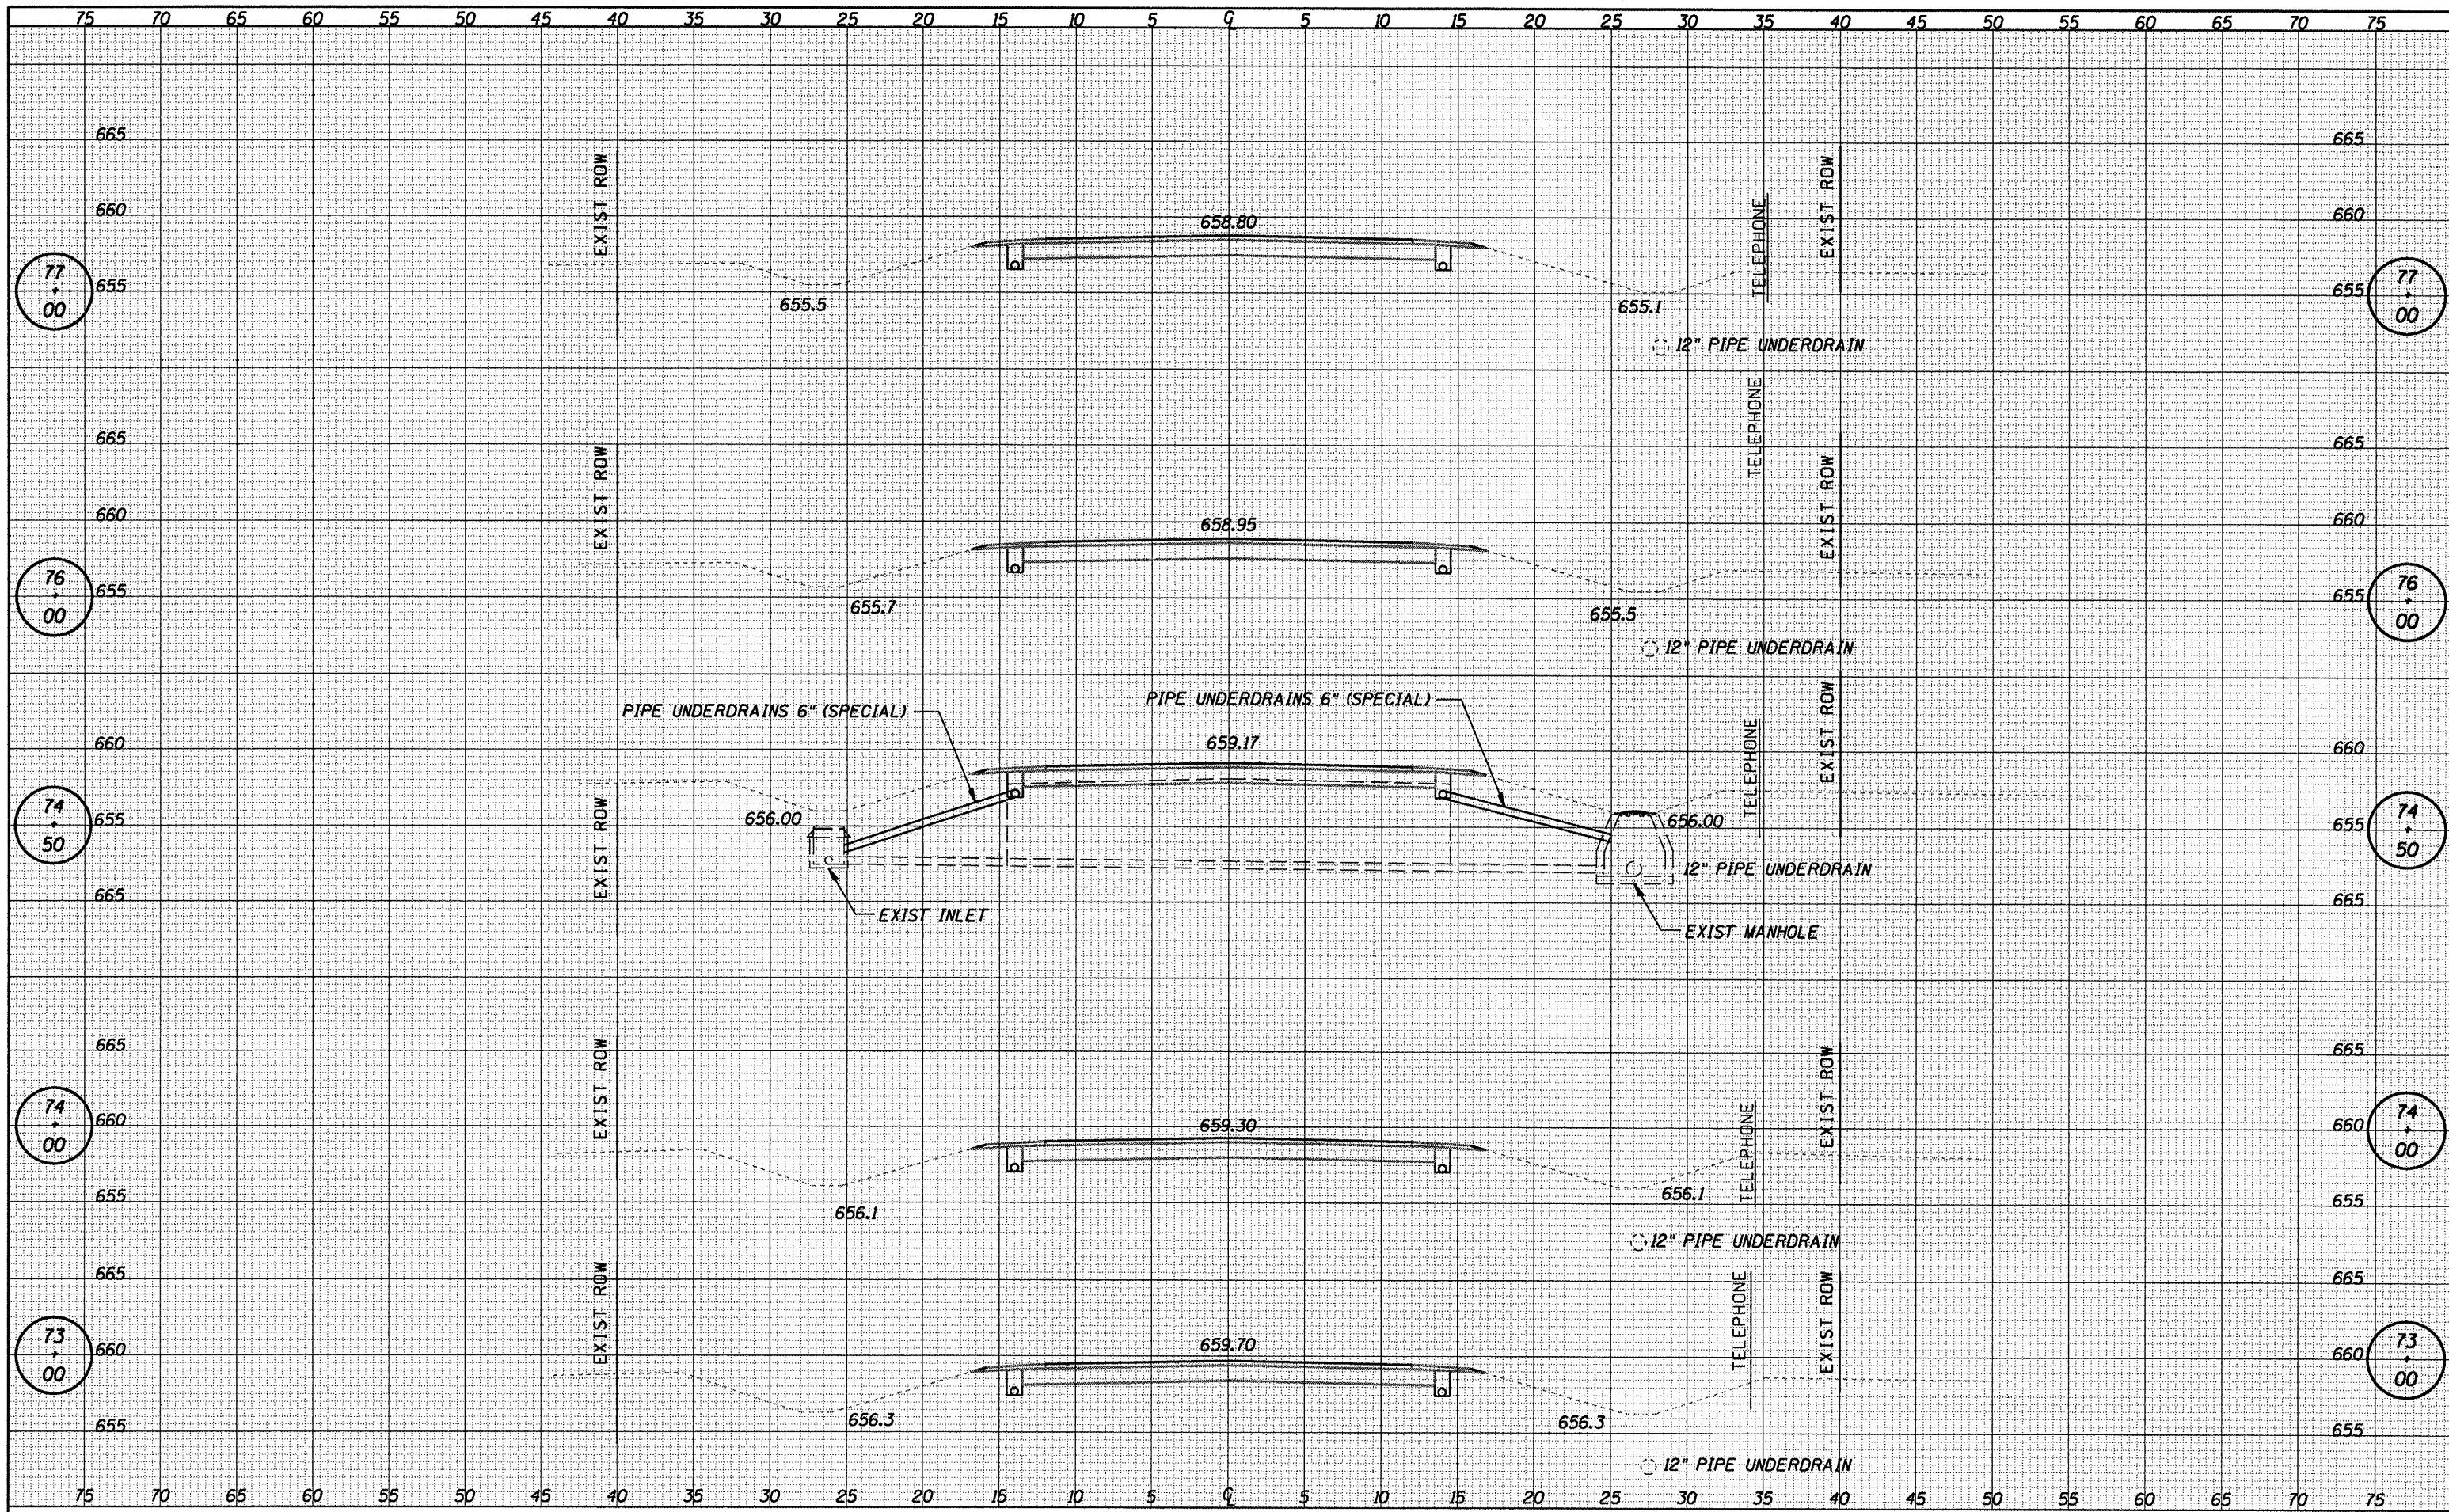 75 70 65 60 55 50 45 40 35 30 25 20 15 10 5 ℄ 5 10 15 20 25 30 35 40 45 50 55 60 65 70 75
665 665
EXIST ROW
EXIST ROW
660 660
TELEPHONE
658.80
77
+
00
655
655.5
655.1
655
77
+
00
12" PIPE UNDERDRAIN
TELEPHONE
665 665
EXIST ROW
EXIST ROW
660 660
658.95
76
+
00
655
655.7
655.5
655
76
+
00
12" PIPE UNDERDRAIN
EXIST ROW
PIPE UNDERDRAINS 6" (SPECIAL)
PIPE UNDERDRAINS 6" (SPECIAL)
TELEPHONE
660 660
659.17
74
+
50
655
656.00
656.00
655
74
+
50
EXIST ROW
12" PIPE UNDERDRAIN
665 665
EXIST INLET
EXIST MANHOLE
665 665
EXIST ROW
EXIST ROW
TELEPHONE
74
+
00
660
659.30
660
74
+
00
655
656.1
656.1
655
12" PIPE UNDERDRAIN
665 665
EXIST ROW
TELEPHONE
EXIST ROW
73
+
00
660
659.70
660
73
+
00
656.3
656.3
655 655
12" PIPE UNDERDRAIN
75 70 65 60 55 50 45 40 35 30 25 20 15 10 5 ℄ 5 10 15 20 25 30 35 40 45 50 55 60 65 70 75